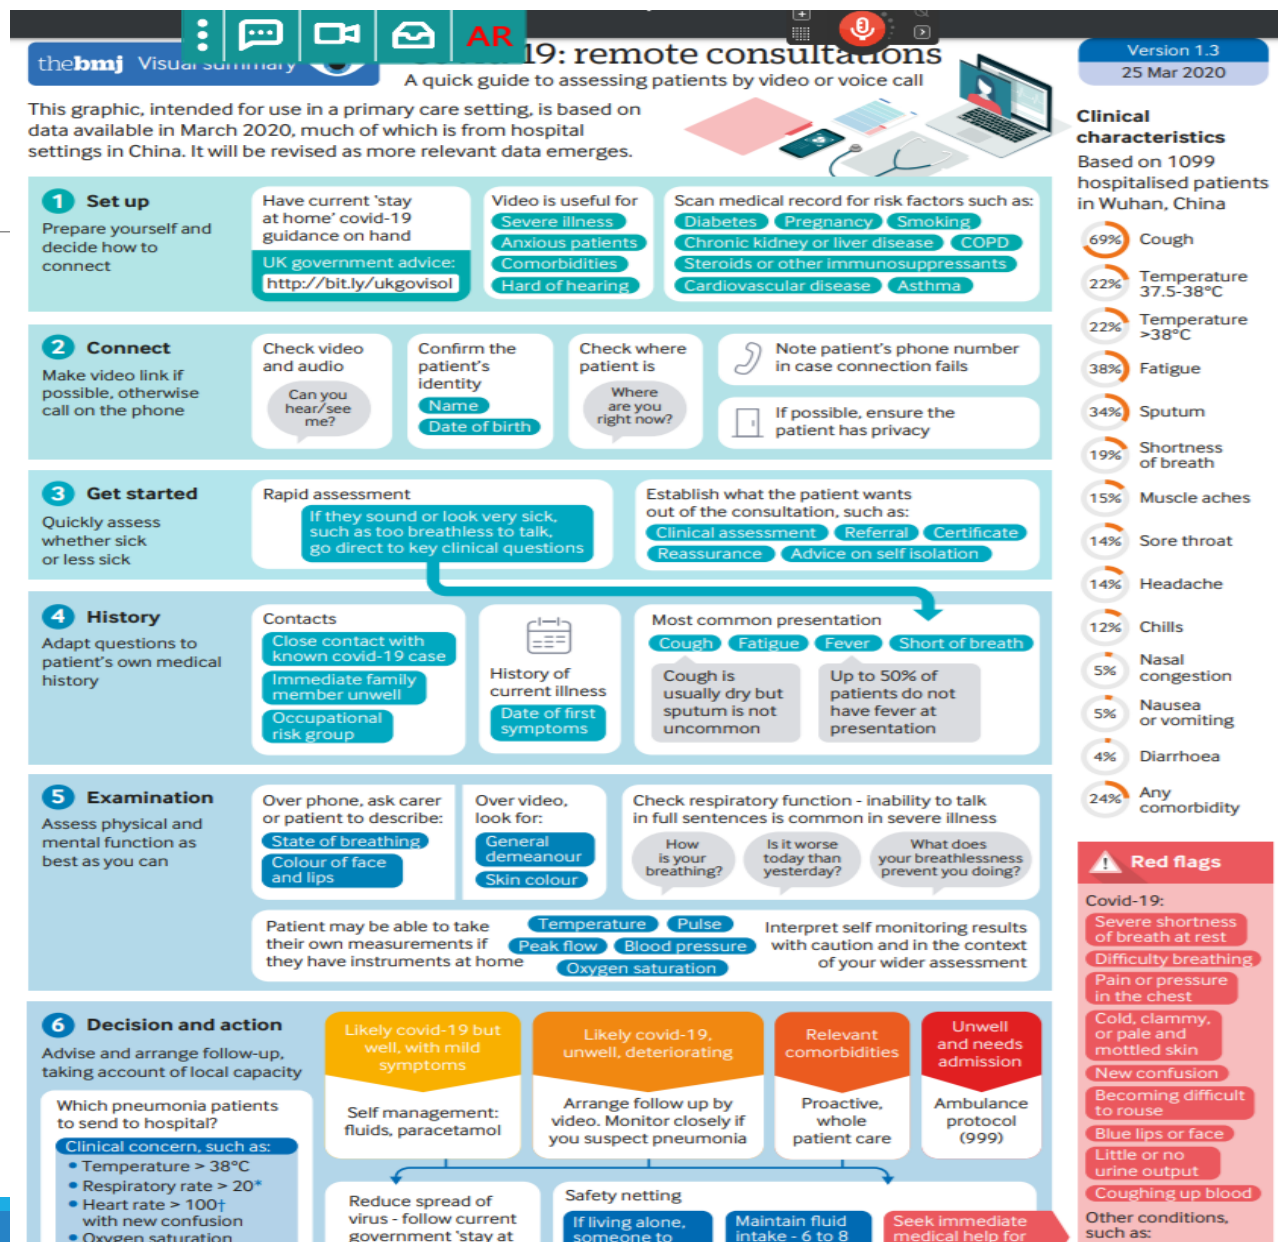 AR
thebmj Visual summary
19: remote consultations
A quick guide to assessing patients by video or voice call
Version 1.3
25 Mar 2020
This graphic, intended for use in a primary care setting, is based on
data available in March 2020, much of which is from hospital
settings in China. It will be revised as more relevant data emerges.
1 Set up
Prepare yourself and
decide how to
connect
Have current 'stay
at home' covid-19
guidance on hand
UK government advice:
http://bit.ly/ukgovisol
Video is useful for
Severe illness
Anxious patients
Comorbidities
Hard of hearing
Scan medical record for risk factors such as:
Diabetes Pregnancy Smoking
Chronic kidney or liver disease COPD
Steroids or other immunosuppressants
Cardiovascular disease Asthma
2 Connect
Make video link if
possible, otherwise
call on the phone
Check video
and audio
Can you
hear/see
me?
Confirm the
patient's
identity
Name
Date of birth
Check where
patient is
Where
are you
right now?
Note patient's phone number
in case connection fails
If possible, ensure the
patient has privacy
3 Get started
Quickly assess
whether sick
or less sick
Rapid assessment
If they sound or look very sick,
such as too breathless to talk,
go direct to key clinical questions
Establish what the patient wants
out of the consultation, such as:
Clinical assessment Referral Certificate
Reassurance Advice on self isolation
4 History
Adapt questions to
patient's own medical
history
Contacts
Close contact with
known covid-19 case
Immediate family
member unwell
Occupational
risk group
History of
current illness
Date of first
symptoms
Most common presentation
Cough Fatigue Fever Short of breath
Cough is
usually dry but
sputum is not
uncommon
Up to 50% of
patients do not
have fever at
presentation
5 Examination
Assess physical and
mental function as
best as you can
Over phone, ask carer
or patient to describe:
State of breathing
Colour of face
and lips
Over video,
look for:
General
demeanour
Skin colour
Check respiratory function - inability to talk
in full sentences is common in severe illness
How
is your
breathing?
Is it worse
today than
yesterday?
What does
your breathlessness
prevent you doing?
Patient may be able to take
their own measurements if
they have instruments at home
Temperature Pulse
Peak flow Blood pressure
Oxygen saturation
Interpret self monitoring results
with caution and in the context
of your wider assessment
6 Decision and action
Advise and arrange follow-up,
taking account of local capacity
Which pneumonia patients
to send to hospital?
Clinical concern, such as:
• Temperature > 38°C
• Respiratory rate > 20*
• Heart rate > 100†
with new confusion
• Oxygen saturation
Likely covid-19 but
well, with mild
symptoms
Self management:
fluids, paracetamol
Likely covid-19,
unwell, deteriorating
Arrange follow up by
video. Monitor closely if
you suspect pneumonia
Relevant
comorbidities
Proactive,
whole
patient care
Unwell
and needs
admission
Ambulance
protocol
(999)
Reduce spread of
virus - follow current
government 'stay at
Safety netting
If living alone,
someone to
Maintain fluid
intake - 6 to 8
Seek immediate
medical help for
Clinical
characteristics
Based on 1099
hospitalised patients
in Wuhan, China
69% Cough
22% Temperature
37.5-38°C
22% Temperature
>38°C
38% Fatigue
34% Sputum
19% Shortness
of breath
15% Muscle aches
14% Sore throat
14% Headache
12% Chills
5% Nasal
congestion
5% Nausea
or vomiting
4% Diarrhoea
24% Any
comorbidity
Red flags
Covid-19:
Severe shortness
of breath at rest
Difficulty breathing
Pain or pressure
in the chest
Cold, clammy,
or pale and
mottled skin
New confusion
Becoming difficult
to rouse
Blue lips or face
Little or no
urine output
Coughing up blood
Other conditions,
such as: